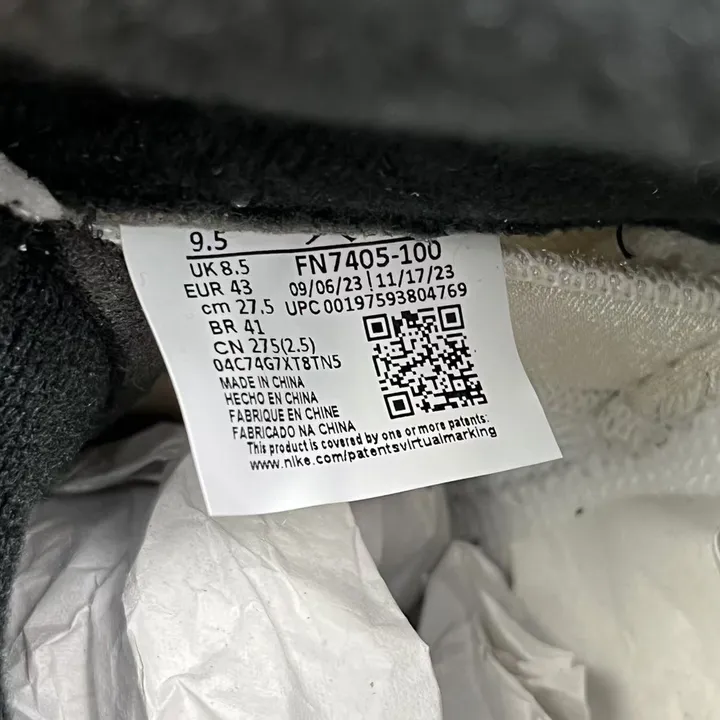 9.5
UK 8.5
EUR 43
cm 27.5
BR 41
CN 275(2.5)
04C74G7XT8TN5
FN7405-100
09/06/23 | 11/17/23
UPC 00197593804769
MADE IN CHINA
HECHO EN CHINA
FABRIQUE EN CHINE
FABRICADO NA CHINA
This product is covered by one or more patents:
www.nike.com/patentsvirtualmarking